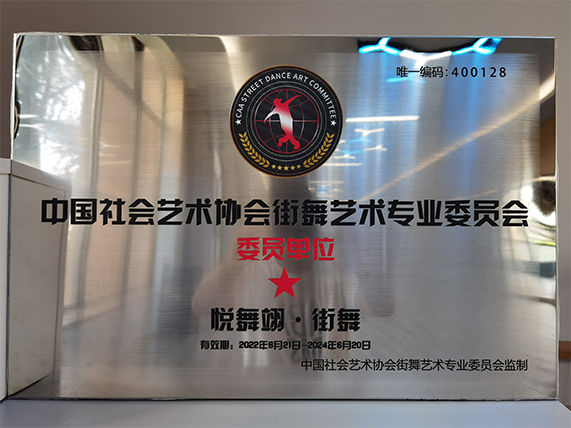 唯一编码:400128
★CAA STREET DANCE ART COMMITTEE★
中国社会艺术协会街舞艺术专业委员会
委员单位
悦舞翊·街舞
有效期：2022年6月21日-2024年6月20日
中国社会艺术协会街舞艺术专业委员会监制